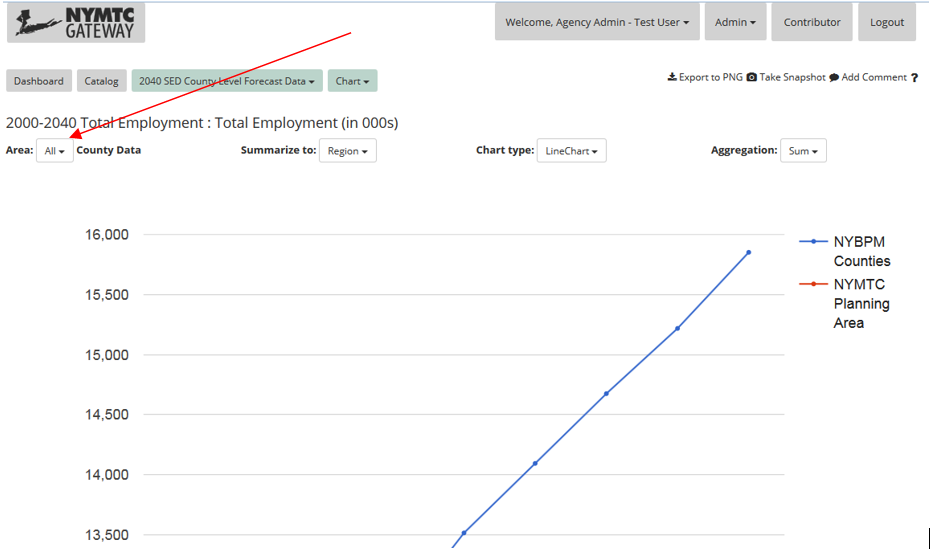 NYMTC
GATEWAY
Welcome, Agency Admin - Test User
Admin
Contributor
Logout
Dashboard
Catalog
2040 SED County Level Forecast Data
Chart
Export to PNG
Take Snapshot
Add Comment
?
2000-2040 Total Employment : Total Employment (in 000s)
Area: All County Data
Summarize to: Region
Chart type: LineChart
Aggregation: Sum
16,000
15,500
15,000
14,500
14,000
13,500
NYBPM
Counties
NYMTC
Planning
Area